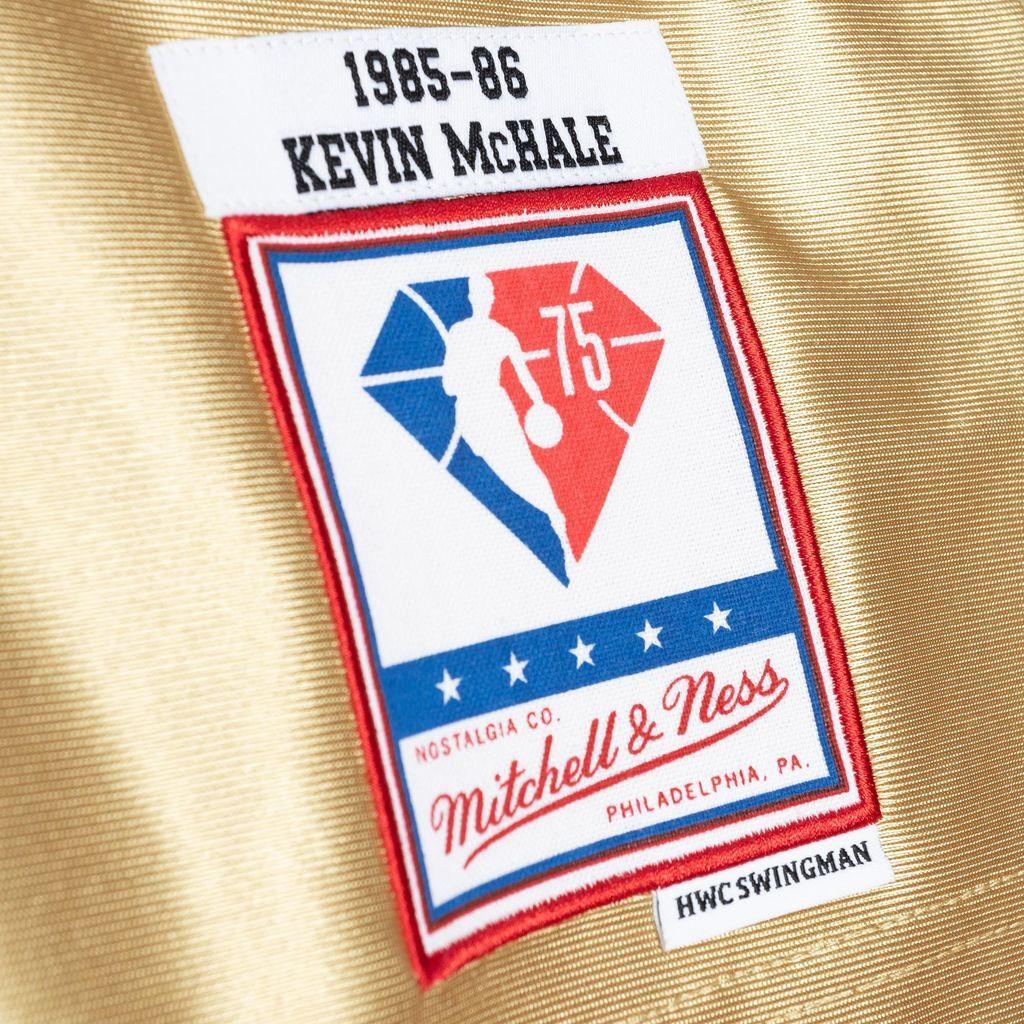 1985-86
KEVIN McHALE
75
NOSTALGIA CO.
Mitchell & Ness
PHILADELPHIA, PA.
HWC SWINGMAN